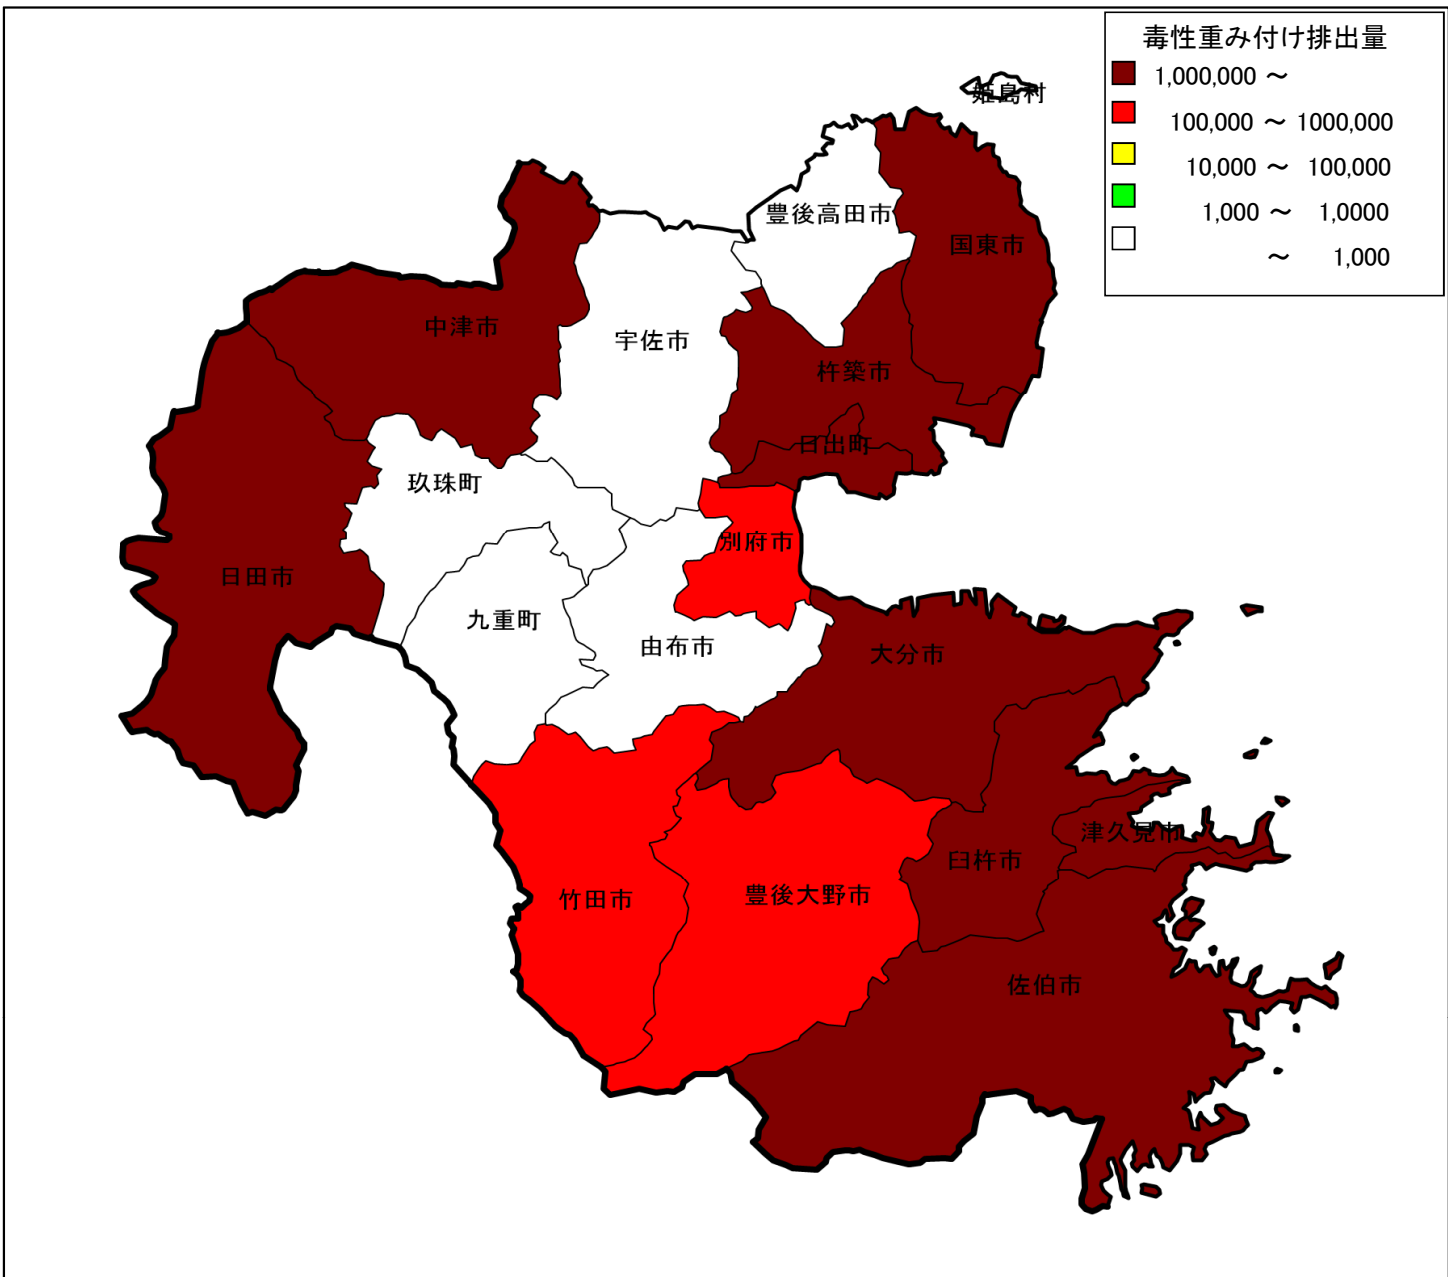 毒性重み付け排出量
1,000,000 ～
100,000 ～ 1000,000
10,000 ～ 100,000
1,000 ～ 1,0000
～ 1,000
姫島村
豊後高田市
国東市
中津市
宇佐市
杵築市
日出町
玖珠町
別府市
日田市
九重町
由布市
大分市
津久見市
臼杵市
竹田市
豊後大野市
佐伯市